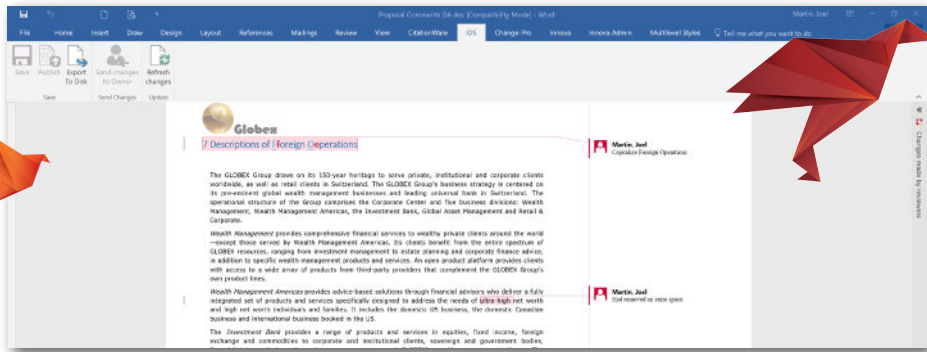 Proposal Comments DA.doc [Compatibility Mode] - Word
Martin, Joel
File Home Insert Draw Design Layout References Mailings Review View CitationWare iDS Change-Pro Innova Innova Admin Multilevel Styles Tell me what you want to do
Save Publish Export To Disk Send changes to Owner Refresh changes
Save Send Changes Update
Globex
7 Descriptions of fForeign Ooperations
Martin, Joel
Capitalize Foreign Operations
The GLOBEX Group draws on its 150-year heritage to serve private, institutional and corporate clients
worldwide, as well as retail clients in Switzerland. The GLOBEX Group's business strategy is centered on
its pre-eminent global wealth management businesses and leading universal bank in Switzerland. The
operational structure of the Group comprises the Corporate Center and five business divisions: Wealth
Management, Wealth Management Americas, the Investment Bank, Global Asset Management and Retail &
Corporate.
Wealth Management provides comprehensive financial services to wealthy private clients around the world
—except those served by Wealth Management Americas. Its clients benefit from the entire spectrum of
GLOBEX resources, ranging from investment management to estate planning and corporate finance advice,
in addition to specific wealth management products and services. An open product platform provides clients
with access to a wide array of products from third-party providers that complement the GLOBEX Group's
own product lines.
Wealth Management Americas provides advice-based solutions through financial advisors who deliver a fully
integrated set of products and services specifically designed to address the needs of ultra high net worth
and high net worth individuals and families. It includes the domestic US business, the domestic Canadian
business and international business booked in the US.
Martin, Joel
Had removed an extra space.
The Investment Bank provides a range of products and services in equities, fixed income, foreign
exchange and commodities to corporate and institutional clients, sovereign and government bodies,
Changes made by reviewers